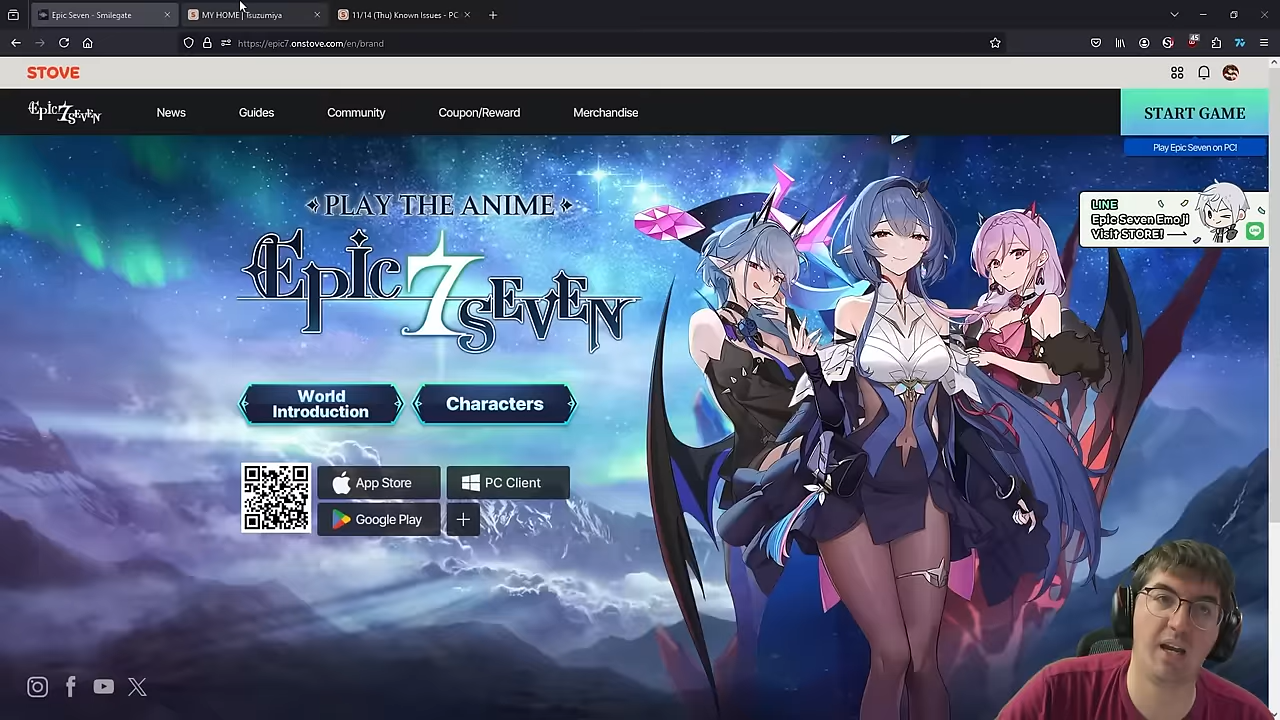 Epic Seven - Smilegate
MY HOME | Tsuzumiya
11/14 (Thu) Known Issues - PC
https://epic7.onstove.com/en/brand
45
STOVE
Epic 7 Seven
News
Guides
Community
Coupon/Reward
Merchandise
START GAME
Play Epic Seven on PC!
LINE
Epic Seven Emoji
Visit STORE!
PLAY THE ANIME
Epic 7 Seven
World
Introduction
Characters
App Store
PC Client
Google Play